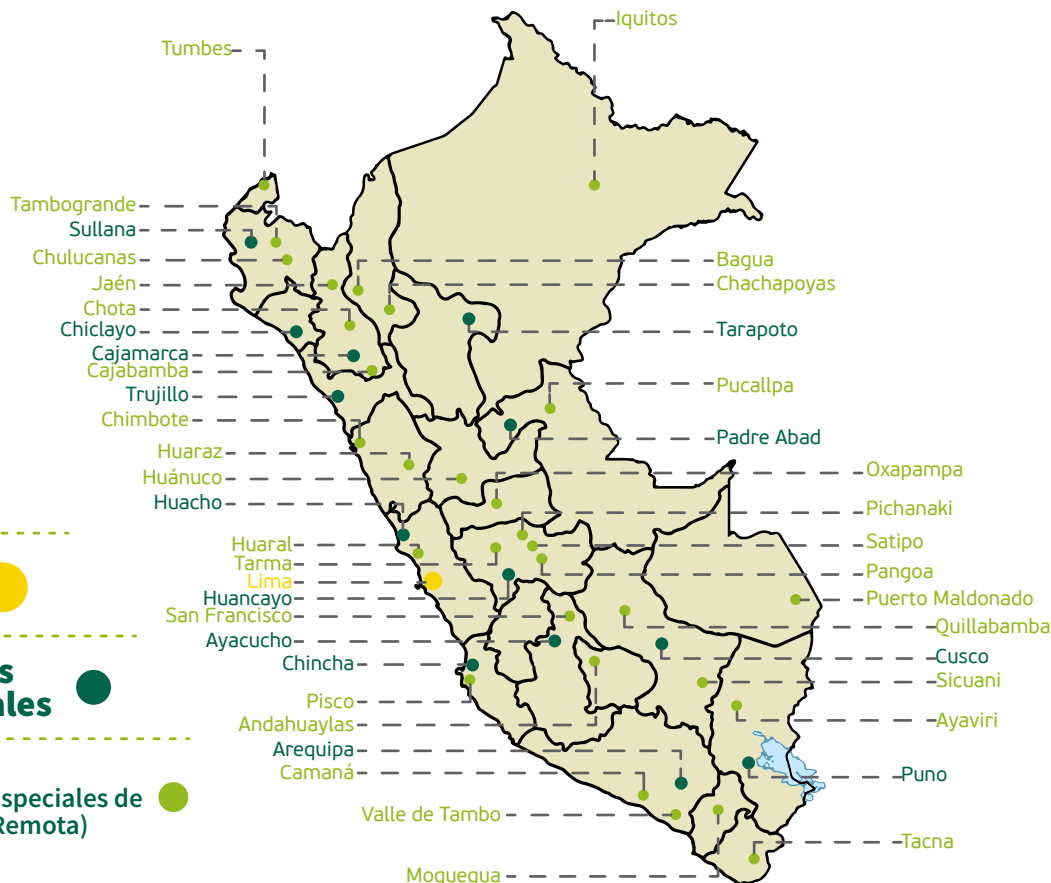 Iquitos
Tumbes
Tambogrande
Sullana
Chulucanas
Jaén
Chota
Chiclayo
Cajamarca
Cajabamba
Trujillo
Chimbote
Huaraz
Huánuco
Huacho
Huaral
Tarma
Lima
Huancayo
San Francisco
Ayacucho
Chincha
Pisco
Andahuaylas
Arequipa
Camaná
Valle de Tambo
Moquegua
Bagua
Chachapoyas
Tarapoto
Pucallpa
Padre Abad
Oxapampa
Pichanaki
Satipo
Pangoa
Puerto Maldonado
Quillabamba
Cusco
Sicuani
Ayaviri
Puno
Tacna
speciales de
Remota)